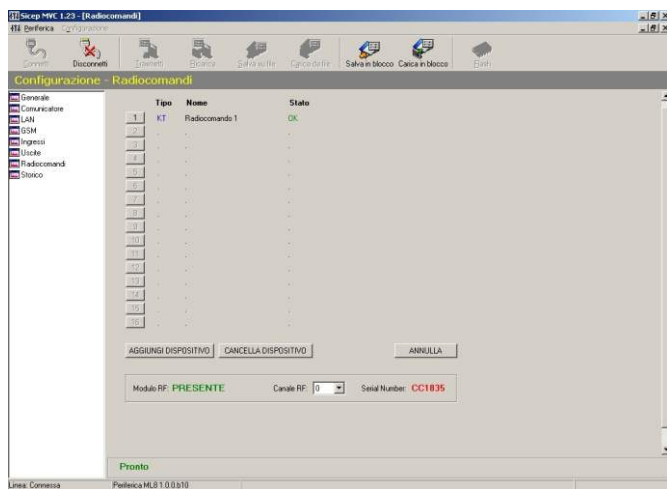 Sicep MVC 1.23 - [Radiocomandi]
Periferica Configurazione
Connetti Disconnetti Trasmetti Ricarica Salva su file Carica da file Salva in blocco Carica in blocco Flash
Configurazione - Radiocomandi
Generale
Comunicatore
LAN
GSM
Ingressi
Uscite
Radiocomandi
Storico
Tipo Nome Stato
1 KT Radiocomando 1 OK
2 . . .
3 . . .
4 . . .
5 . . .
6 . . .
7 . . .
8 . . .
9 . . .
10 . . .
11 . . .
12 . . .
13 . . .
14 . . .
15 . . .
16 . . .
AGGIUNGI DISPOSITIVO CANCELLA DISPOSITIVO ANNULLA
Modulo RF: PRESENTE Canale RF: 0 Serial Number: CC1835
Pronto
Linea: Connessa Periferica ML8 1.0.0.b10